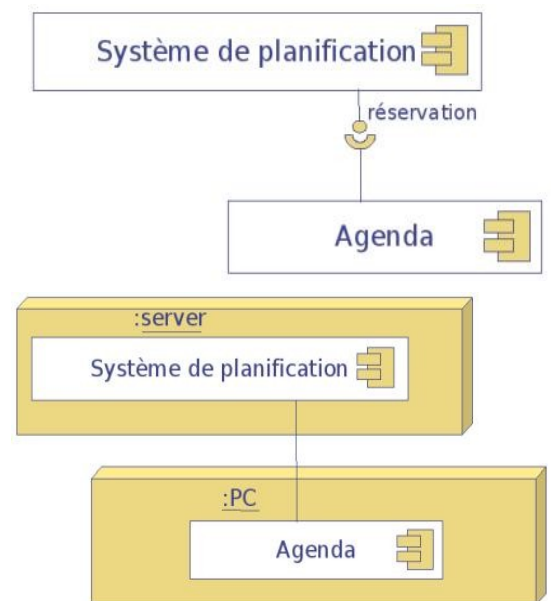 Système de planification
réservation
Agenda
:server
Système de planification
:PC
Agenda